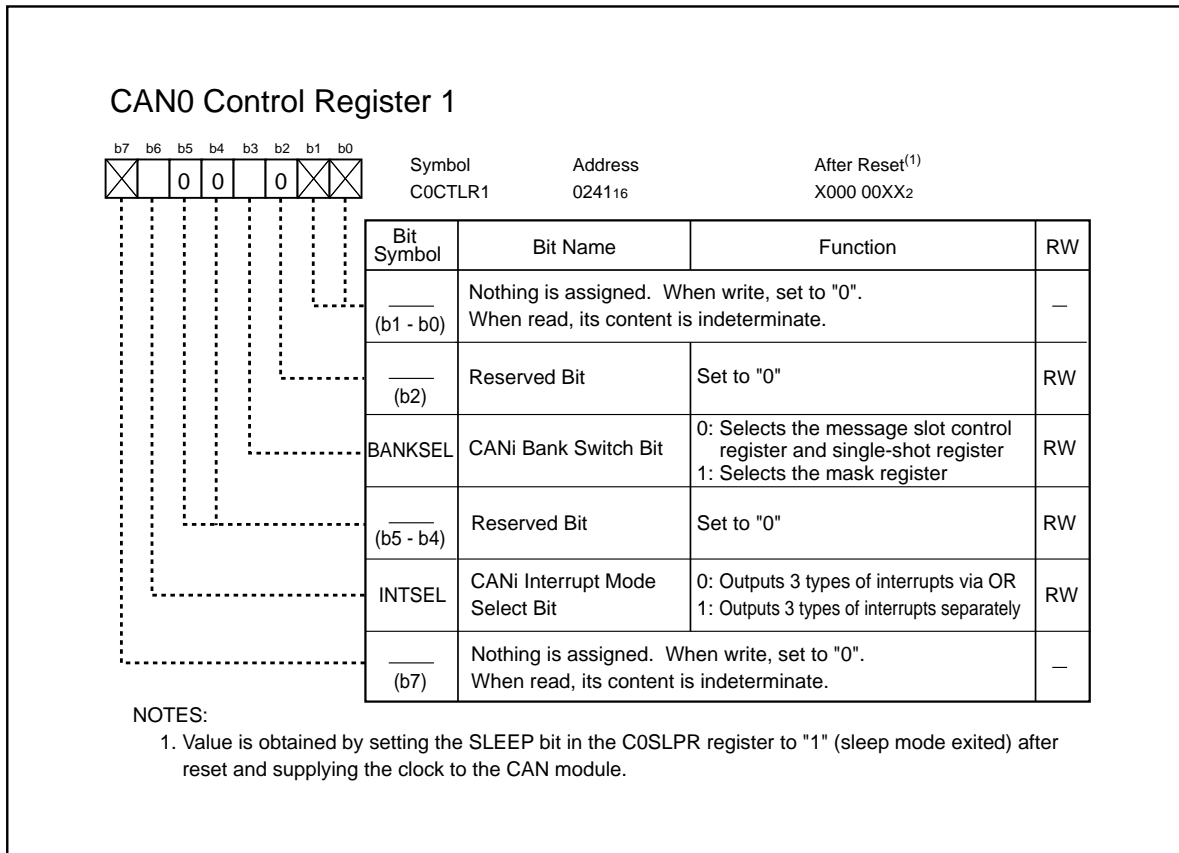 CAN0 Control Register 1
b7 b6 b5 b4 b3 b2 b1 b0
0 0 0
Symbol Address After Reset(1)
C0CTLR1 024116 X000 00XX2
Bit Symbol Bit Name Function RW
(b1 - b0) Nothing is assigned. When write, set to "0".
When read, its content is indeterminate. —
(b2) Reserved Bit Set to "0" RW
BANKSEL CANi Bank Switch Bit 0: Selects the message slot control
register and single-shot register
1: Selects the mask register RW
(b5 - b4) Reserved Bit Set to "0" RW
INTSEL CANi Interrupt Mode
Select Bit 0: Outputs 3 types of interrupts via OR
1: Outputs 3 types of interrupts separately RW
(b7) Nothing is assigned. When write, set to "0".
When read, its content is indeterminate. —
NOTES:
1. Value is obtained by setting the SLEEP bit in the C0SLPR register to "1" (sleep mode exited) after
reset and supplying the clock to the CAN module.